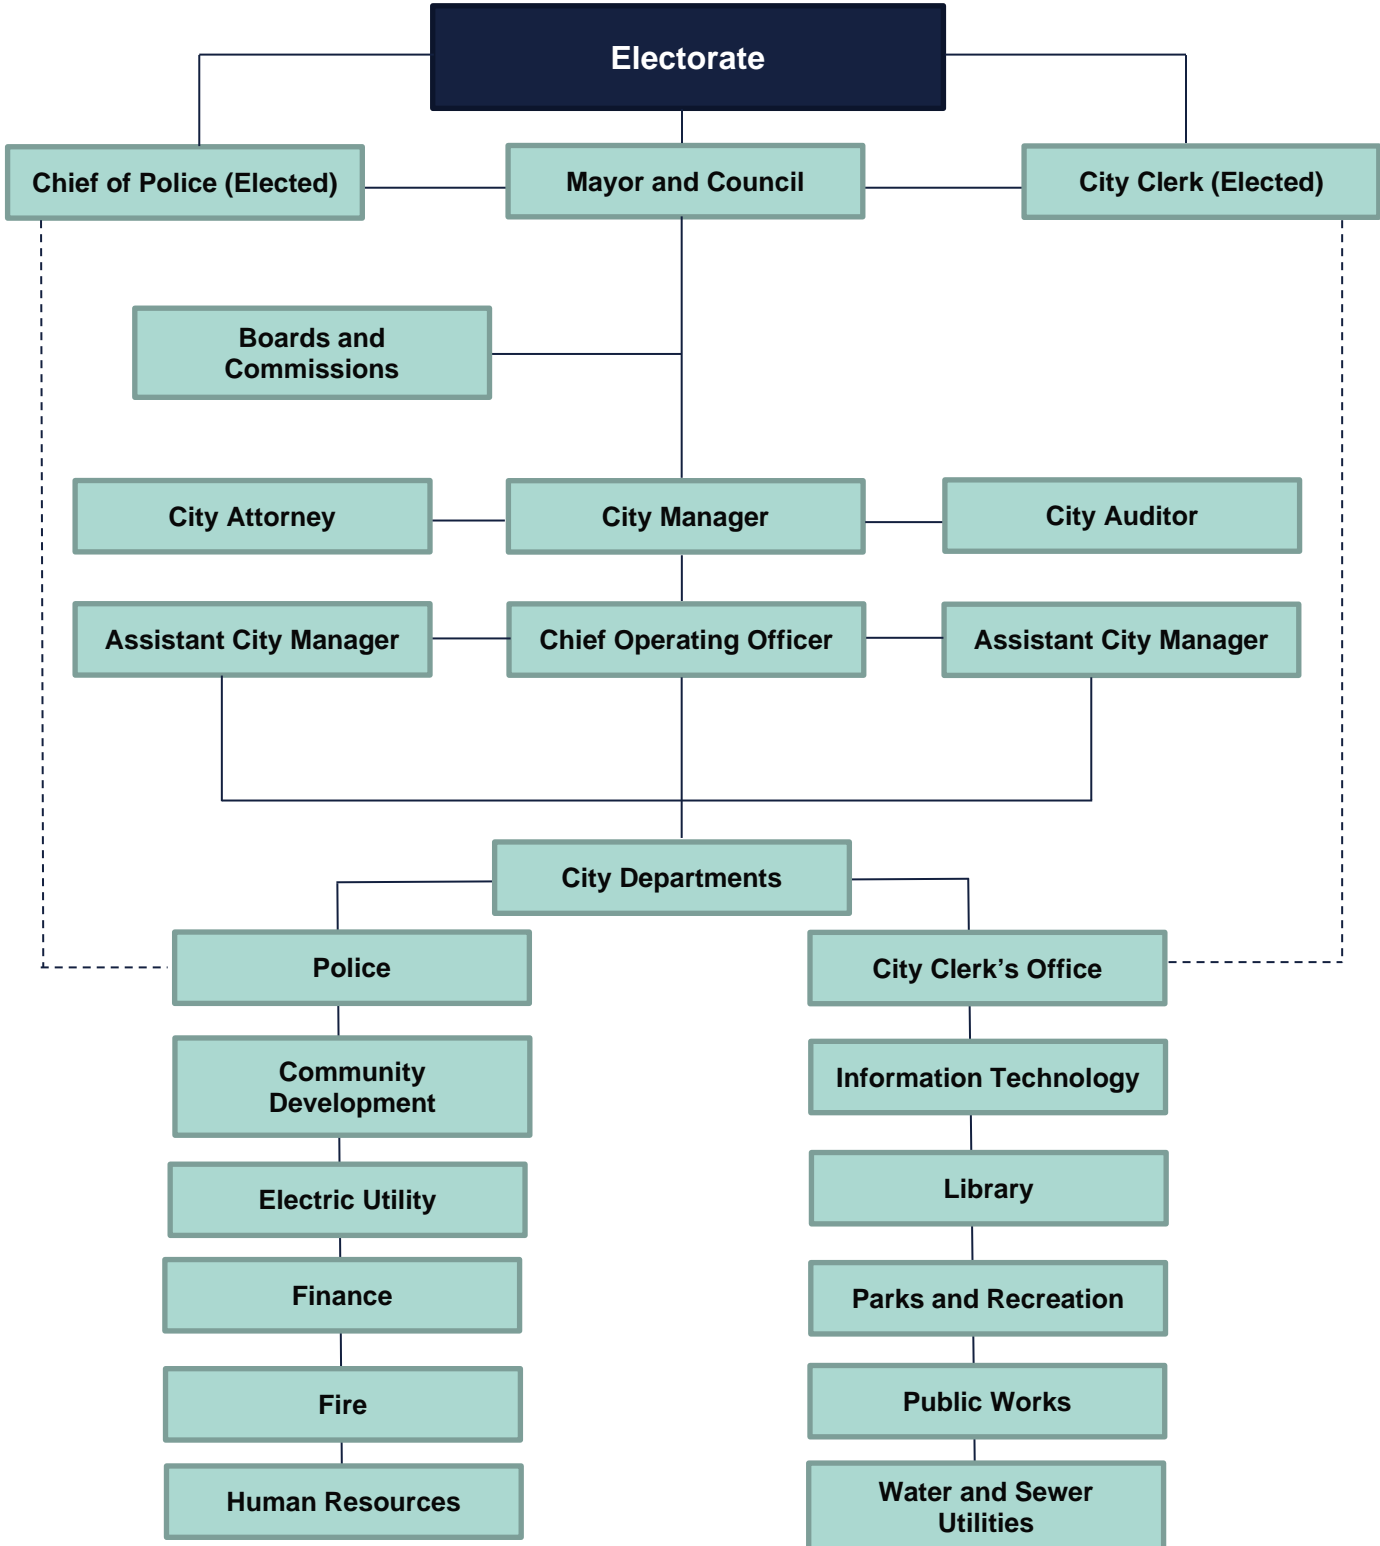 Electorate
Chief of Police (Elected)
Mayor and Council
City Clerk (Elected)
Boards and
Commissions
City Attorney
City Manager
City Auditor
Assistant City Manager
Chief Operating Officer
Assistant City Manager
City Departments
Police
City Clerk’s Office
Community
Development
Information Technology
Electric Utility
Library
Finance
Parks and Recreation
Fire
Public Works
Human Resources
Water and Sewer
Utilities